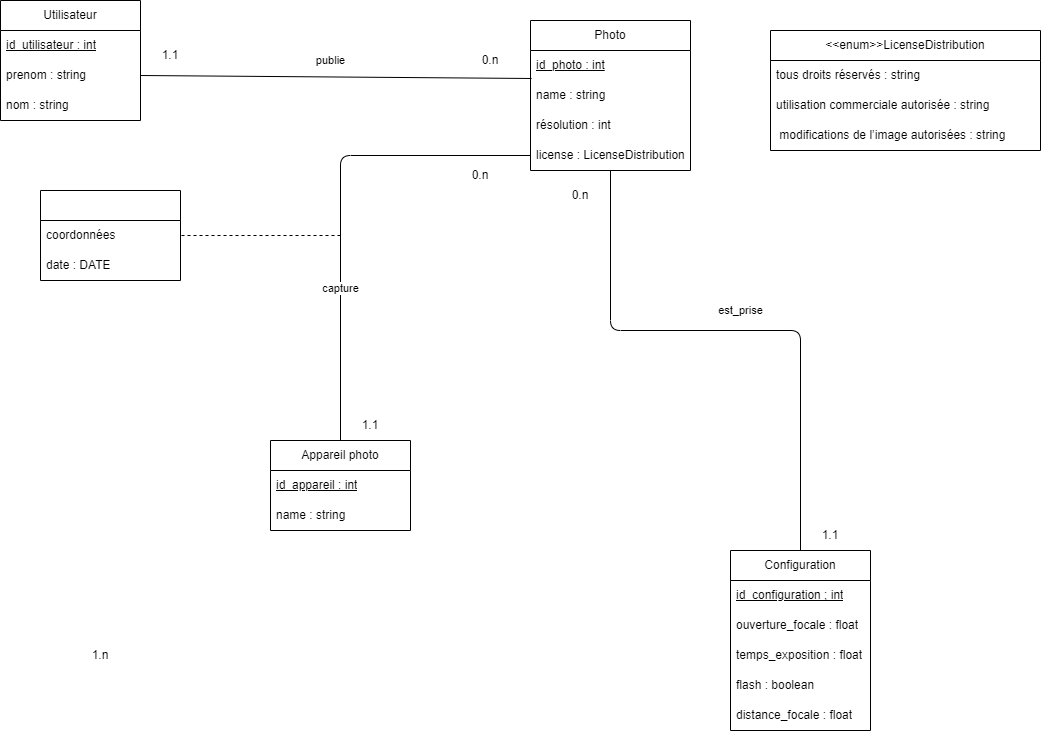 Utilisateur
id_utilisateur : int
prenom : string
nom : string
1.1
publie
0.n
Photo
id_photo : int
name : string
résolution : int
license : LicenseDistribution
<<enum>>LicenseDistribution
tous droits réservés : string
utilisation commerciale autorisée : string
modifications de l'image autorisées : string
0.n
0.n
coordonnées
date : DATE
capture
est_prise
1.1
Appareil photo
id_appareil : int
name : string
1.1
Configuration
id_configuration : int
ouverture_focale : float
temps_exposition : float
flash : boolean
distance_focale : float
1.n